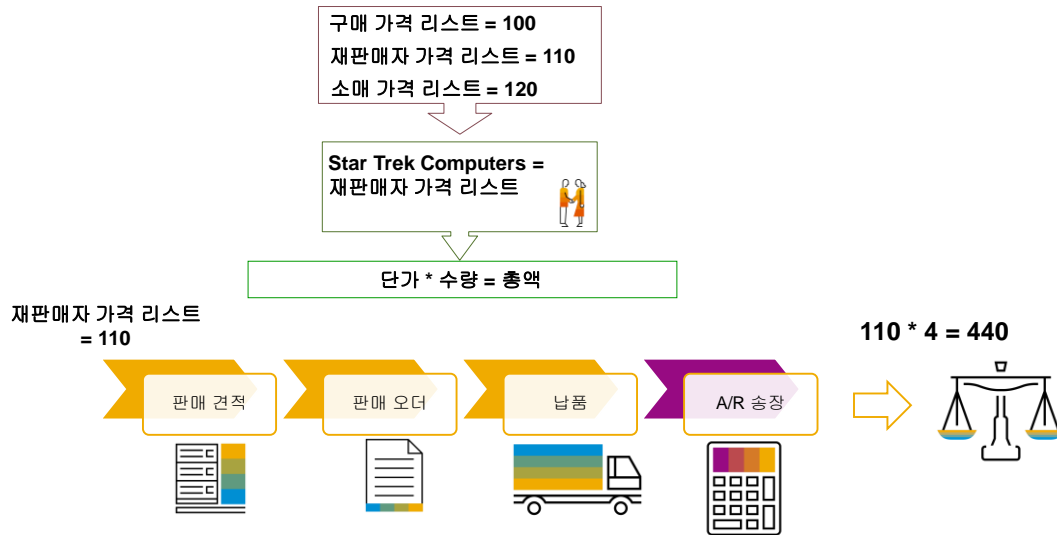 구매 가격 리스트 = 100
재판매자 가격 리스트 = 110
소매 가격 리스트 = 120
Star Trek Computers =
재판매자 가격 리스트
단가 * 수량 = 총액
재판매자 가격 리스트
= 110
110 * 4 = 440
판매 견적
판매 오더
납품
A/R 송장